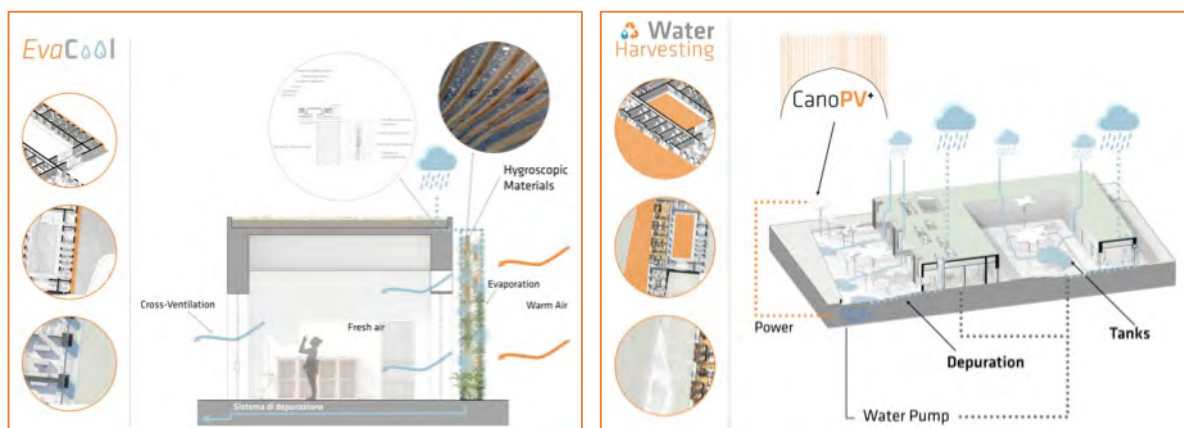 EvaCool
Hygroscopic
Materials
Evaporation
Cross-Ventilation
Warm Air
Fresh air
Sistema di depurazione
Water
Harvesting
CanoPV+
Power
Tanks
Depuration
Water Pump